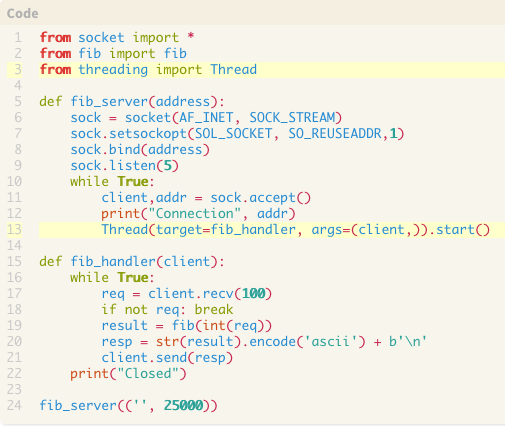 Code
1 from socket import *
2 from fib import fib
3 from threading import Thread
4
5 def fib_server(address):
6     sock = socket(AF_INET, SOCK_STREAM)
7     sock.setsockopt(SOL_SOCKET, SO_REUSEADDR,1)
8     sock.bind(address)
9     sock.listen(5)
10     while True:
11         client,addr = sock.accept()
12         print("Connection", addr)
13         Thread(target=fib_handler, args=(client,)).start()
14
15 def fib_handler(client):
16     while True:
17         req = client.recv(100)
18         if not req: break
19         result = fib(int(req))
20         resp = str(result).encode('ascii') + b'\n'
21         client.send(resp)
22     print("Closed")
23
24 fib_server(('', 25000))